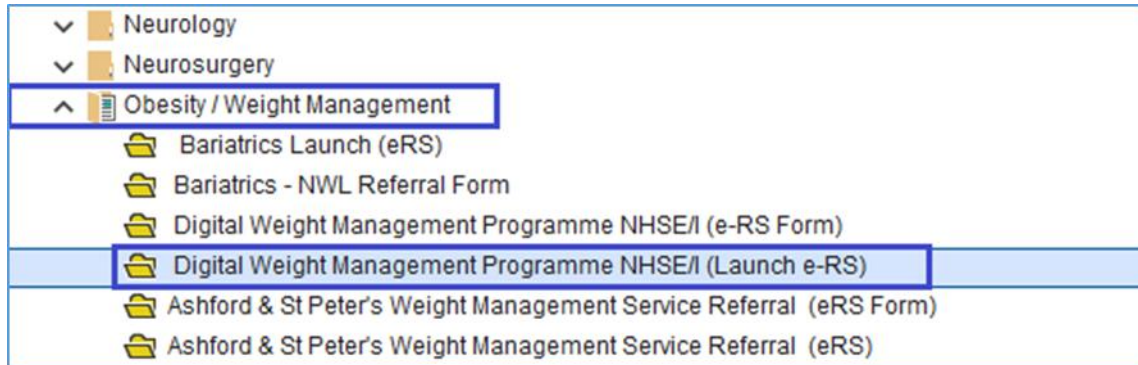 Neurology
Neurosurgery
Obesity / Weight Management
Bariatrics Launch (eRS)
Bariatrics - NWL Referral Form
Digital Weight Management Programme NHSE/I (e-RS Form)
Digital Weight Management Programme NHSE/I (Launch e-RS)
Ashford & St Peter's Weight Management Service Referral (eRS Form)
Ashford & St Peter's Weight Management Service Referral (eRS)